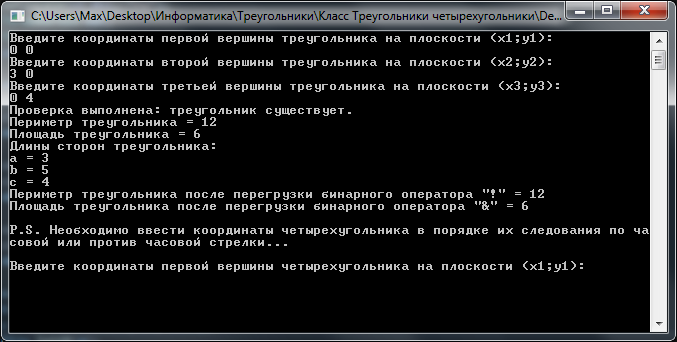 C:\Users\Max\Desktop\Информатика\Треугольники\Класс Треугольники четырехугольники\De...
Введите координаты первой вершины треугольника на плоскости (x1;y1):
0 0
Введите координаты второй вершины треугольника на плоскости (x2;y2):
3 0
Введите координаты третьей вершины треугольника на плоскости (x3;y3):
0 4
Проверка выполнена: треугольник существует.
Периметр треугольника = 12
Площадь треугольника = 6
Длины сторон треугольника:
a = 3
b = 5
c = 4
Периметр треугольника после перегрузки бинарного оператора "!" = 12
Площадь треугольника после перегрузки бинарного оператора "&" = 6
P.S. Необходимо ввести координаты четырехугольника в порядке их следования по ча
совой или против часовой стрелки...
Введите координаты первой вершины четырехугольника на плоскости (x1;y1):